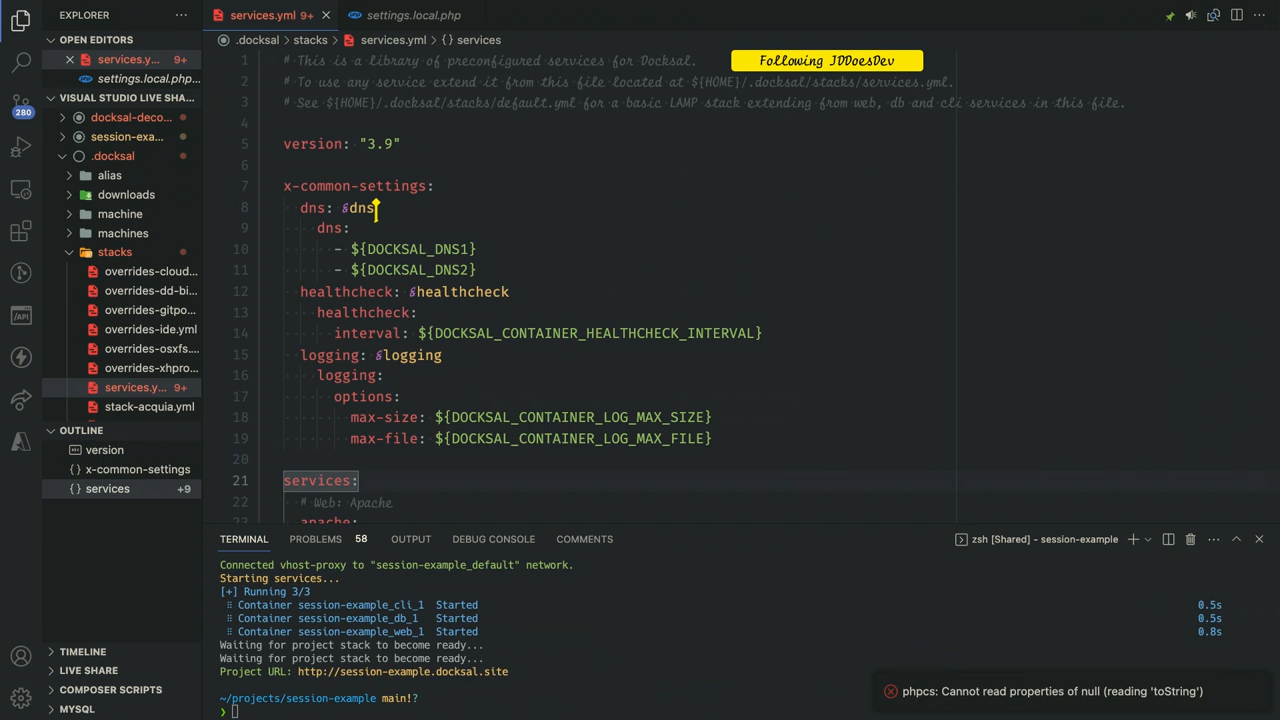 EXPLORER
services.yml 9+
settings.local.php
OPEN EDITORS
services.y... 9+
settings.local.php...
VISUAL STUDIO LIVE SHA...
docksal-deco...
session-exa...
.docksal
alias
downloads
machine
machines
stacks
overrides-cloud...
overrides-dd-bi...
overrides-gitpo...
overrides-ide.yml
overrides-osxfs....
overrides-xhpro...
services.y... 9+
stack-acquia.yml
OUTLINE
version
x-common-settings
services +9
TIMELINE
LIVE SHARE
COMPOSER SCRIPTS
MYSQL
280
/API
.docksal > stacks > services.yml > {} services
Following JDDoesDev
1 # This is a library of preconfigured services for Docksal.
2 # To use any service extend it from this file located at ${HOME}/.docksal/stacks/services.yml.
3 # See ${HOME}/.docksal/stacks/default.yml for a basic LAMP stack extending from web, db and cli services in this file.
4
5 version: "3.9"
6
7 x-common-settings:
8 dns: &dns
9 dns:
10 - ${DOCKSAL_DNS1}
11 - ${DOCKSAL_DNS2}
12 healthcheck: &healthcheck
13 healthcheck:
14 interval: ${DOCKSAL_CONTAINER_HEALTHCHECK_INTERVAL}
15 logging: &logging
16 logging:
17 options:
18 max-size: ${DOCKSAL_CONTAINER_LOG_MAX_SIZE}
19 max-file: ${DOCKSAL_CONTAINER_LOG_MAX_FILE}
20
21 services:
22 # Web: Apache
23 apache:
TERMINAL PROBLEMS 58 OUTPUT DEBUG CONSOLE COMMENTS
zsh [Shared] - session-example
Connected vhost-proxy to "session-example_default" network.
Starting services...
[+] Running 3/3
⠿ Container session-example_cli_1 Started 0.5s
⠿ Container session-example_db_1 Started 0.5s
⠿ Container session-example_web_1 Started 0.8s
Waiting for project stack to become ready...
Waiting for project stack to become ready...
Project URL: http://session-example.docksal.site
~/projects/session-example main!?
❯
phpcs: Cannot read properties of null (reading 'toString')